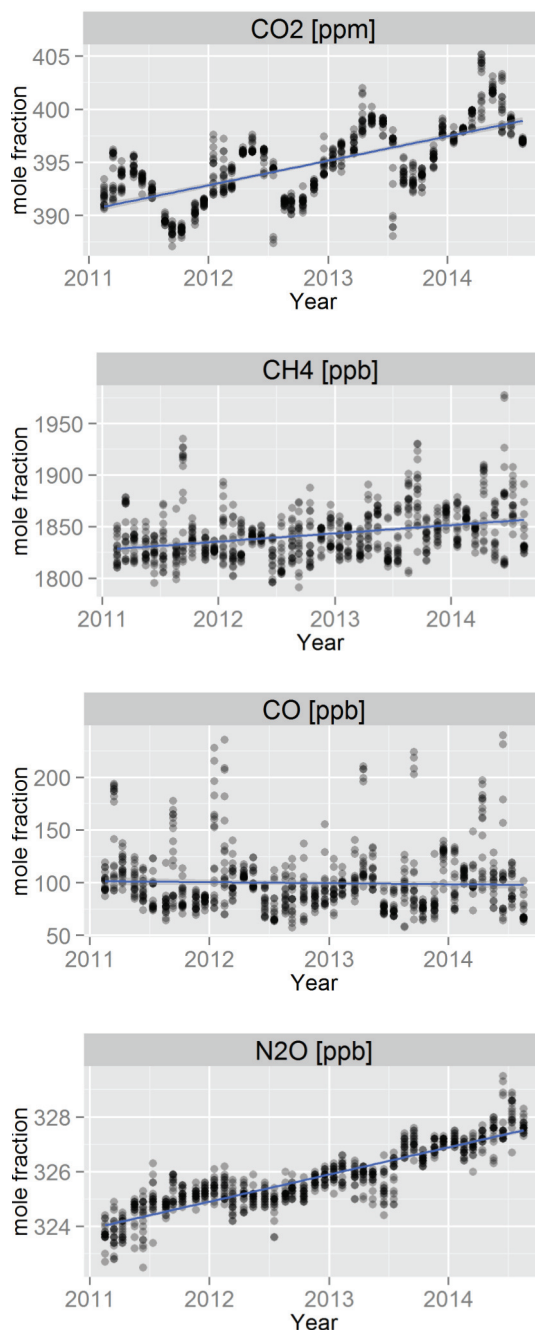 CO2 [ppm]
405
400
395
390
mole fraction
2011 2012 2013 2014
Year
CH4 [ppb]
1950
1900
1850
1800
mole fraction
2011 2012 2013 2014
Year
CO [ppb]
200
150
100
50
mole fraction
2011 2012 2013 2014
Year
N2O [ppb]
328
326
324
mole fraction
2011 2012 2013 2014
Year